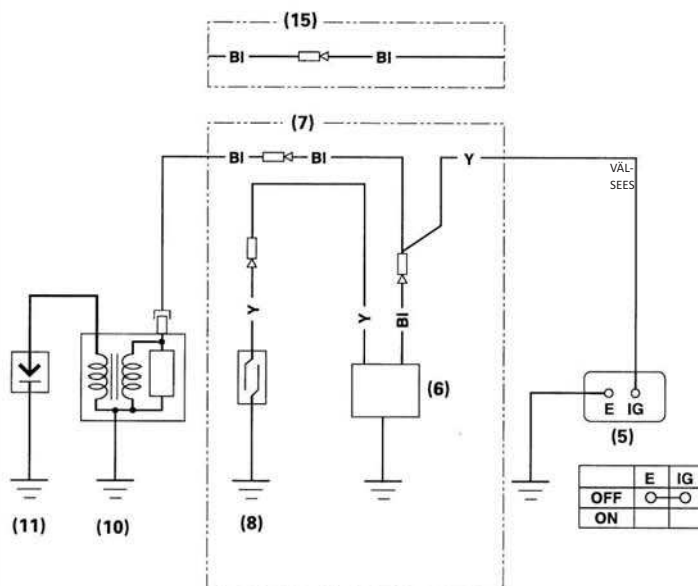 (15)
Bl Bl
(7)
Bl Bl Y
VÄL-
SEES
Y Y Bl
(6)
E IG
(5)
E IG
OFF
ON
(11) (10) (8)